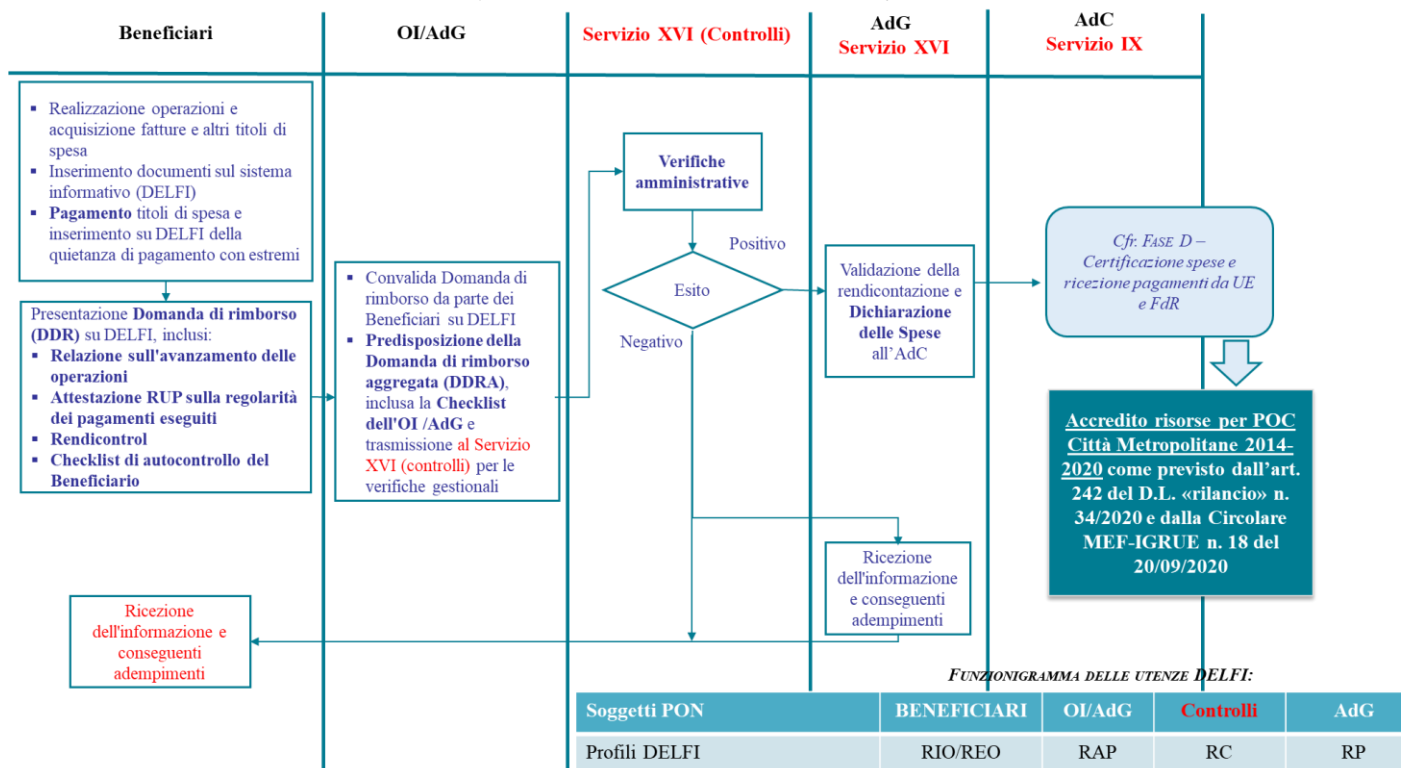 Beneficiari
OI/AdG
Servizio XVI (Controlli)
AdG
Servizio XVI
AdC
Servizio IX
▪ Realizzazione operazioni e
acquisizione fatture e altri titoli di
spesa
▪ Inserimento documenti sul sistema
informativo (DELFI)
▪ Pagamento titoli di spesa e
inserimento su DELFI della
quietanza di pagamento con estremi
Presentazione Domanda di rimborso
(DDR) su DELFI, inclusi:
▪ Relazione sull'avanzamento delle
operazioni
▪ Attestazione RUP sulla regolarità
dei pagamenti eseguiti
▪ Rendicontrol
▪ Checklist di autocontrollo del
Beneficiario
▪ Convalida Domanda di
rimborso da parte dei
Beneficiari su DELFI
▪ Predisposizione della
Domanda di rimborso
aggregata (DDRA),
inclusa la Checklist
dell'OI /AdG e
trasmissione al Servizio
XVI (controlli) per le
verifiche gestionali
Verifiche
amministrative
Positivo
Esito
Negativo
Validazione della
rendicontazione e
Dichiarazione
delle Spese
all’AdC
Cfr. FASE D –
Certificazione spese e
ricezione pagamenti da UE
e FdR
Accredito risorse per POC
Città Metropolitane 2014-
2020 come previsto dall’art.
242 del D.L. «rilancio» n.
34/2020 e dalla Circolare
MEF-IGRUE n. 18 del
20/09/2020
Ricezione
dell'informazione
e conseguenti
adempimenti
Ricezione
dell'informazione e
conseguenti
adempimenti
FUNZIONIGRAMMA DELLE UTENZE DELFI:
Soggetti PON BENEFICIARI OI/AdG Controlli AdG
Profili DELFI RIO/REO RAP RC RP